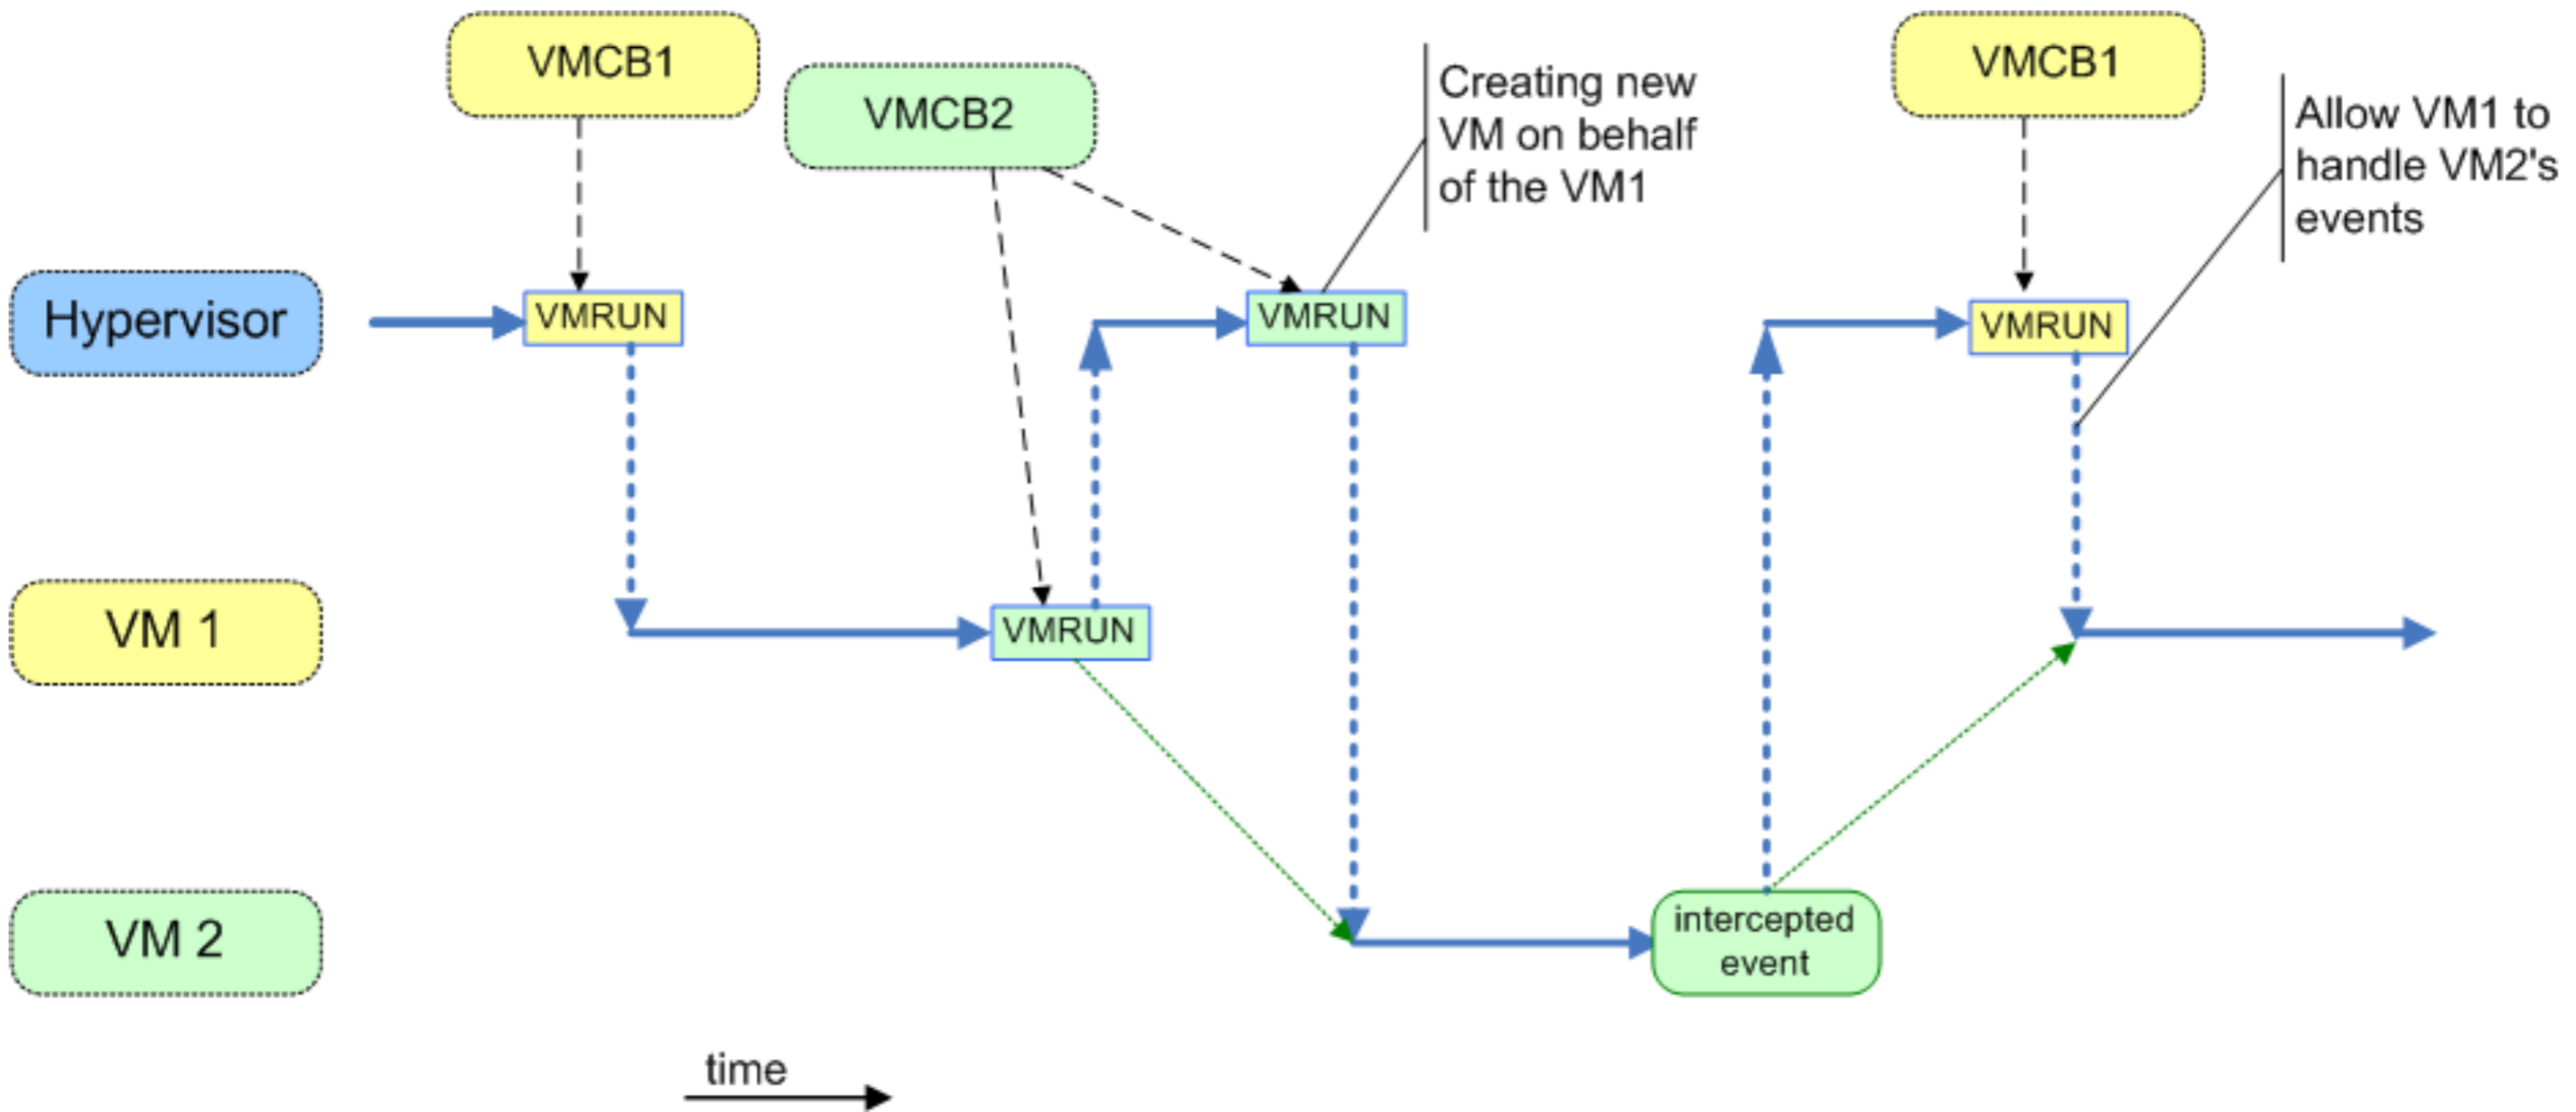 VMCB1
VMCB2
Creating new
VM on behalf
of the VM1
VMCB1
Allow VM1 to
handle VM2's
events
Hypervisor
VMRUN
VMRUN
VMRUN
VM 1
VMRUN
VM 2
intercepted
event
time